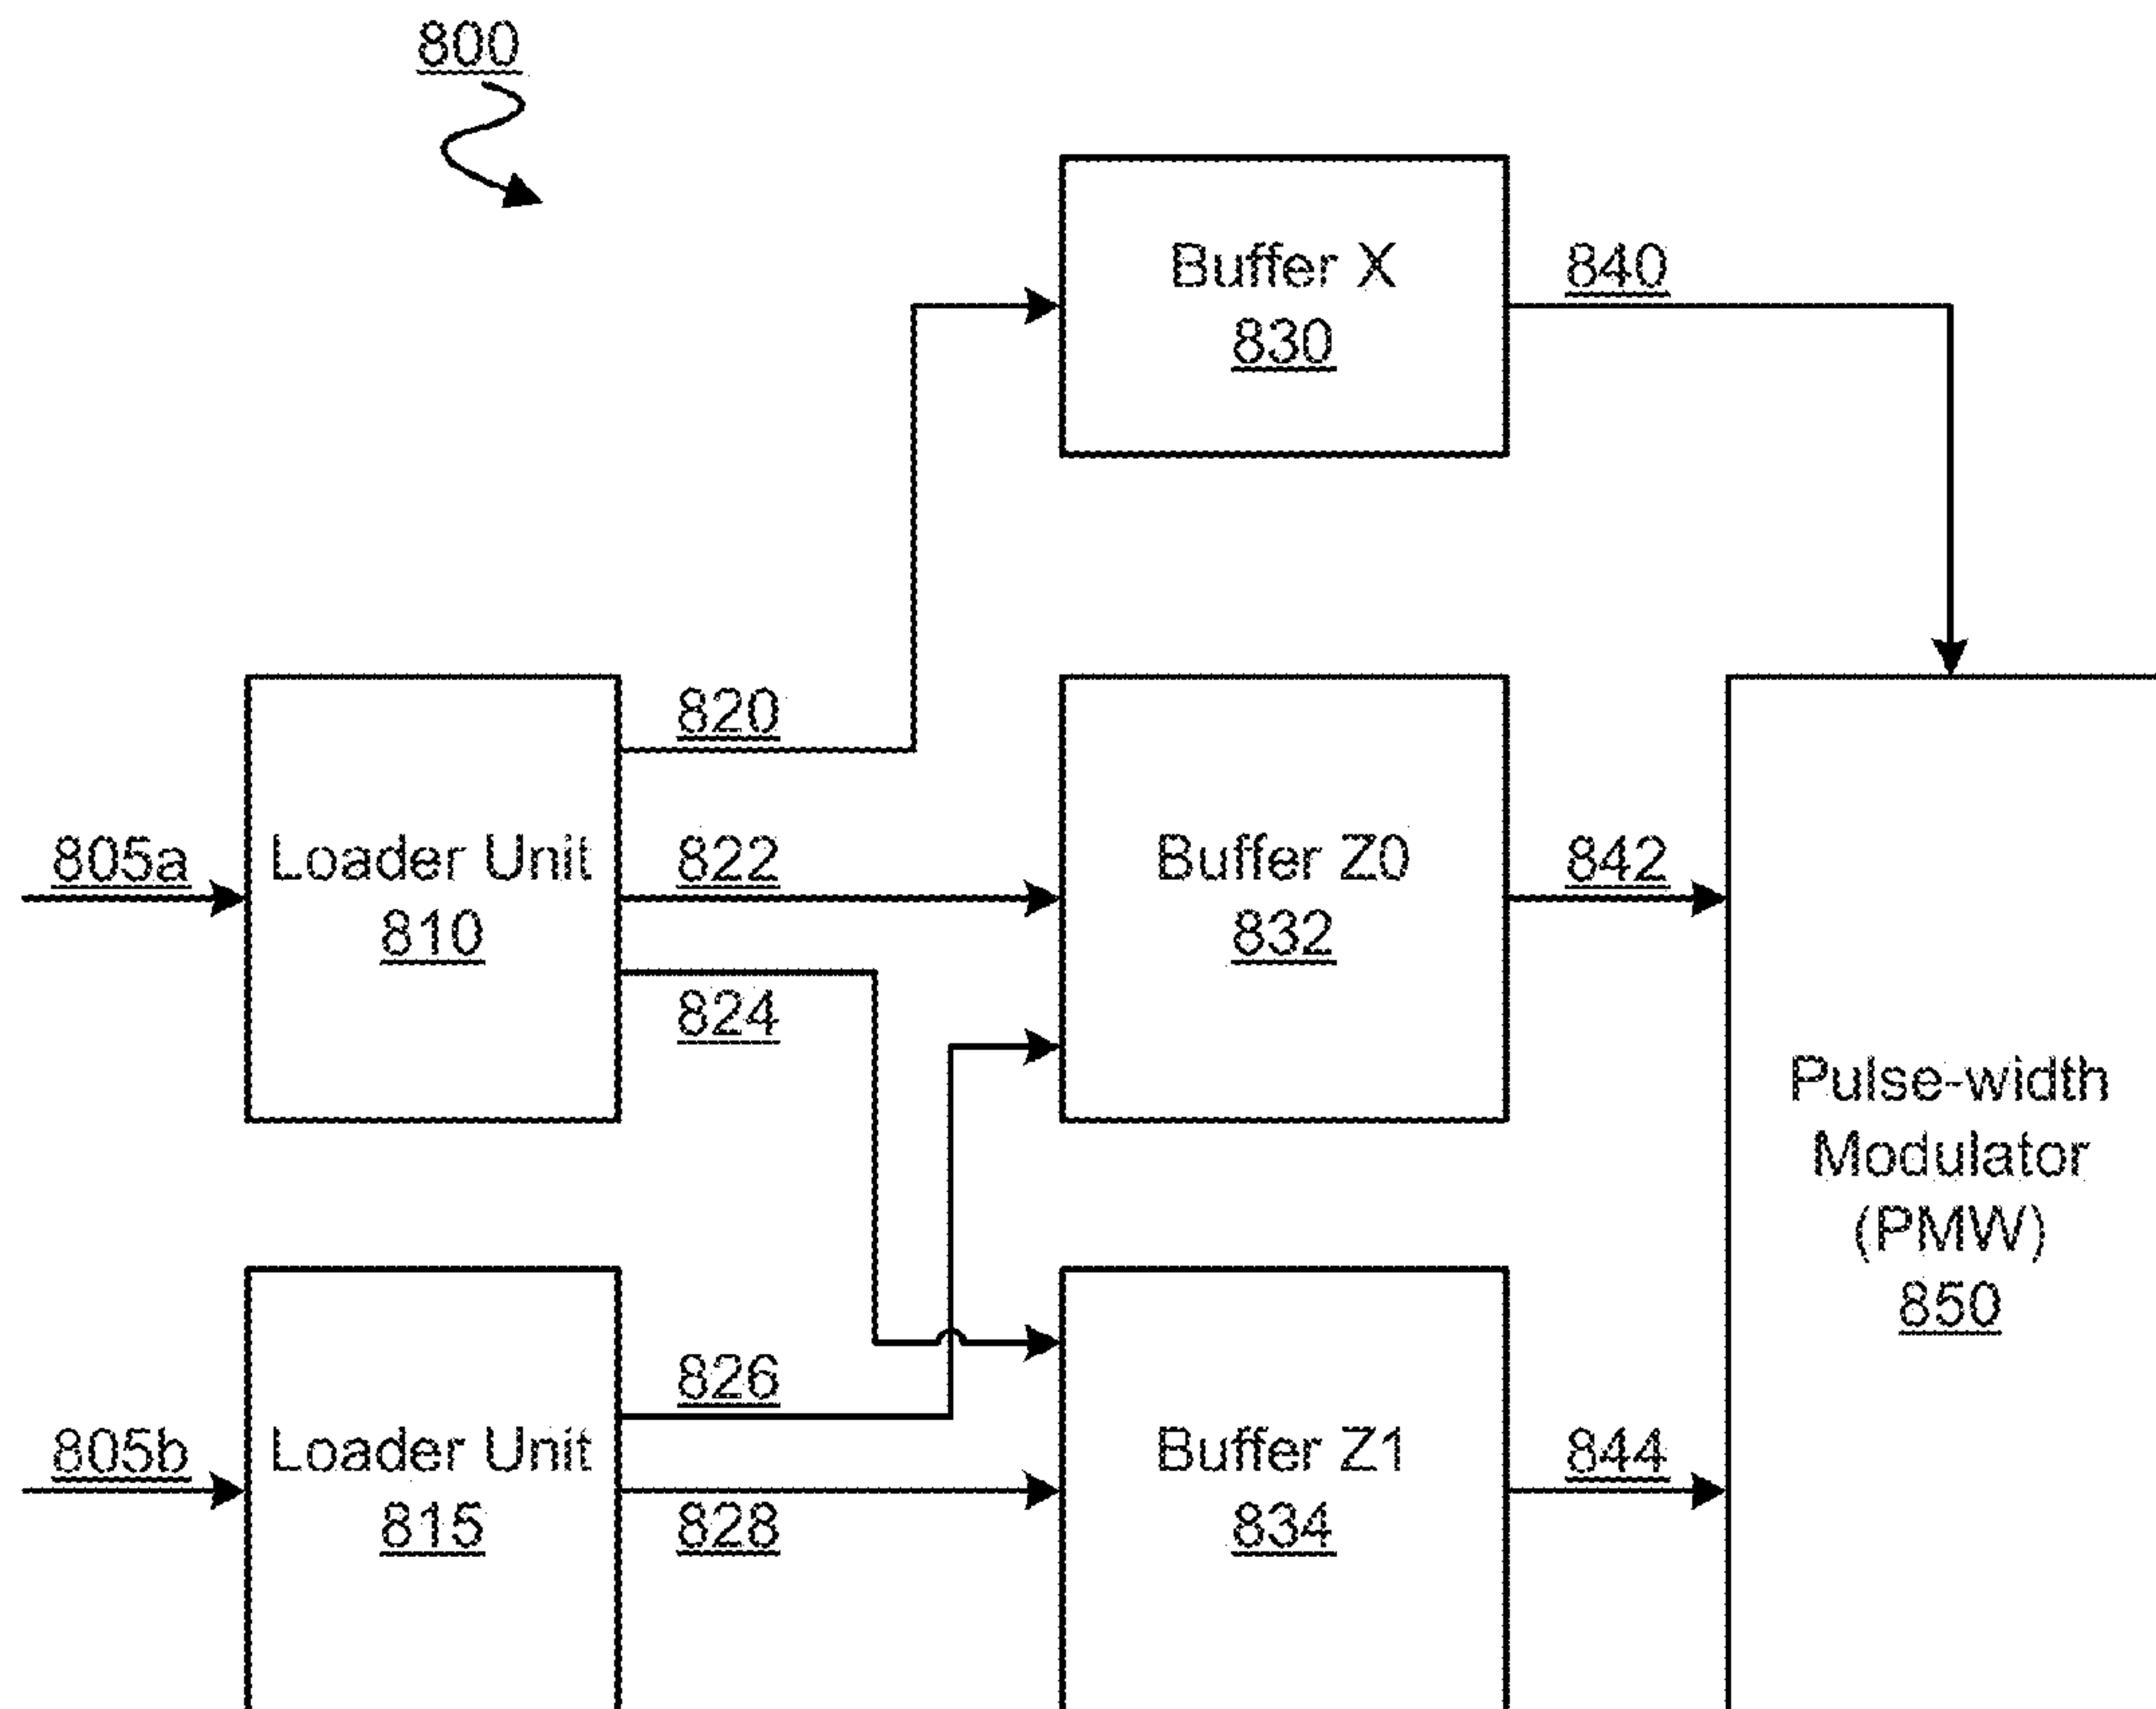 800
Buffer X
830
840
820
805a
Loader Unit
810
822
824
Buffer Z0
832
842
Pulse-width
Modulator
(PMW)
850
805b
Loader Unit
815
826
828
Buffer Z1
834
844